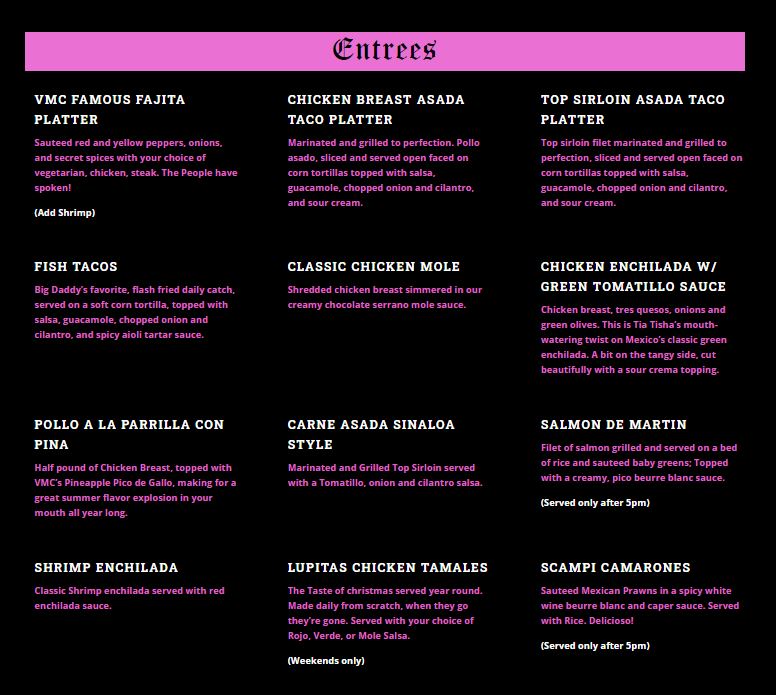 Entrees
VMC FAMOUS FAJITA
PLATTER
Sauteed red and yellow peppers, onions,
and secret spices with your choice of
vegetarian, chicken, steak. The People have
spoken!
(Add Shrimp)
CHICKEN BREAST ASADA
TACO PLATTER
Marinated and grilled to perfection. Pollo
asado, sliced and served open faced on
corn tortillas topped with salsa,
guacamole, chopped onion and cilantro,
and sour cream.
TOP SIRLOIN ASADA TACO
PLATTER
Top sirloin filet marinated and grilled to
perfection, sliced and served open faced on
corn tortillas topped with salsa,
guacamole, chopped onion and cilantro,
and sour cream.
FISH TACOS
Big Daddy's favorite, flash fried daily catch,
served on a soft corn tortilla, topped with
salsa, guacamole, chopped onion and
cilantro, and spicy aioli tartar sauce.
CLASSIC CHICKEN MOLE
Shredded chicken breast simmered in our
creamy chocolate serrano mole sauce.
CHICKEN ENCHILADA W/
GREEN TOMATILLO SAUCE
Chicken breast, tres quesos, onions and
green olives. This is Tia Tisha's mouth-
watering twist on Mexico's classic green
enchilada. A bit on the tangy side, cut
beautifully with a sour crema topping.
POLLO A LA PARRILLA CON
PINA
Half pound of Chicken Breast, topped with
VMC's Pineapple Pico de Gallo, making for a
great summer flavor explosion in your
mouth all year long.
CARNE ASADA SINALOA
STYLE
Marinated and Grilled Top Sirloin served
with a Tomatillo, onion and cilantro salsa.
SALMON DE MARTIN
Filet of salmon grilled and served on a bed
of rice and sauteed baby greens; Topped
with a creamy, pico beurre blanc sauce.
(Served only after 5pm)
SHRIMP ENCHILADA
Classic Shrimp enchilada served with red
enchilada sauce.
LUPITAS CHICKEN TAMALES
The Taste of christmas served year round.
Made daily from scratch, when they go
they're gone. Served with your choice of
Rojo, Verde, or Mole Salsa.
(Weekends only)
SCAMPI CAMARONES
Sauteed Mexican Prawns in a spicy white
wine beurre blanc and caper sauce. Served
with Rice. Delicioso!
(Served only after 5pm)